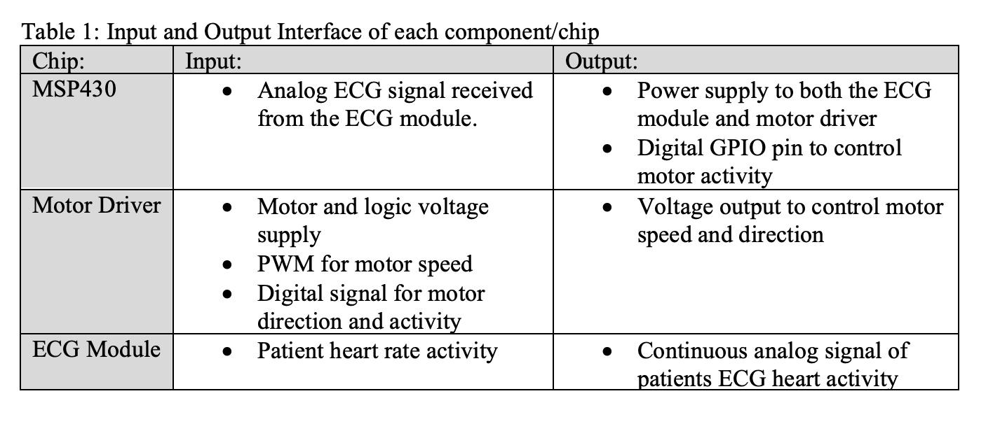 Table 1: Input and Output Interface of each component/chip
Chip: Input: Output:
MSP430
• Analog ECG signal received
from the ECG module.
• Power supply to both the ECG
module and motor driver
• Digital GPIO pin to control
motor activity
Motor Driver
• Motor and logic voltage
supply
• PWM for motor speed
• Digital signal for motor
direction and activity
• Voltage output to control motor
speed and direction
ECG Module
• Patient heart rate activity
• Continuous analog signal of
patients ECG heart activity